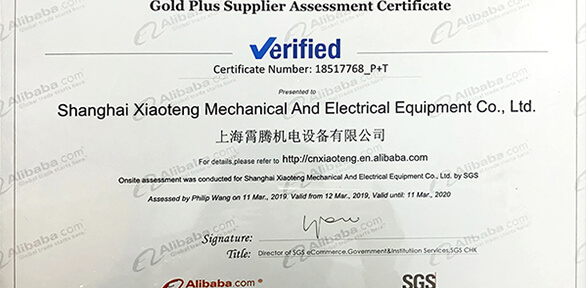 Gold Plus Supplier Assessment Certificate
Verified
Certificate Number: 18517768_P+T
Presented to
Shanghai Xiaoteng Mechanical And Electrical Equipment Co., Ltd.
上海霄腾机电设备有限公司
For details,please refer to http://cnxiaoteng.en.alibaba.com
Onsite assessment was conducted for Shanghai Xiaoteng Mechanical And Electrical Equipment Co., Ltd. by SGS
Assessed by Philip Wang on 11 Mar., 2019. Valid from 12 Mar., 2019, Valid until: 11 Mar., 2020
Signature:
Title: Director of SGS eCommerce,Government&Institution Services,SGS CHK
Alibaba.com
SGS